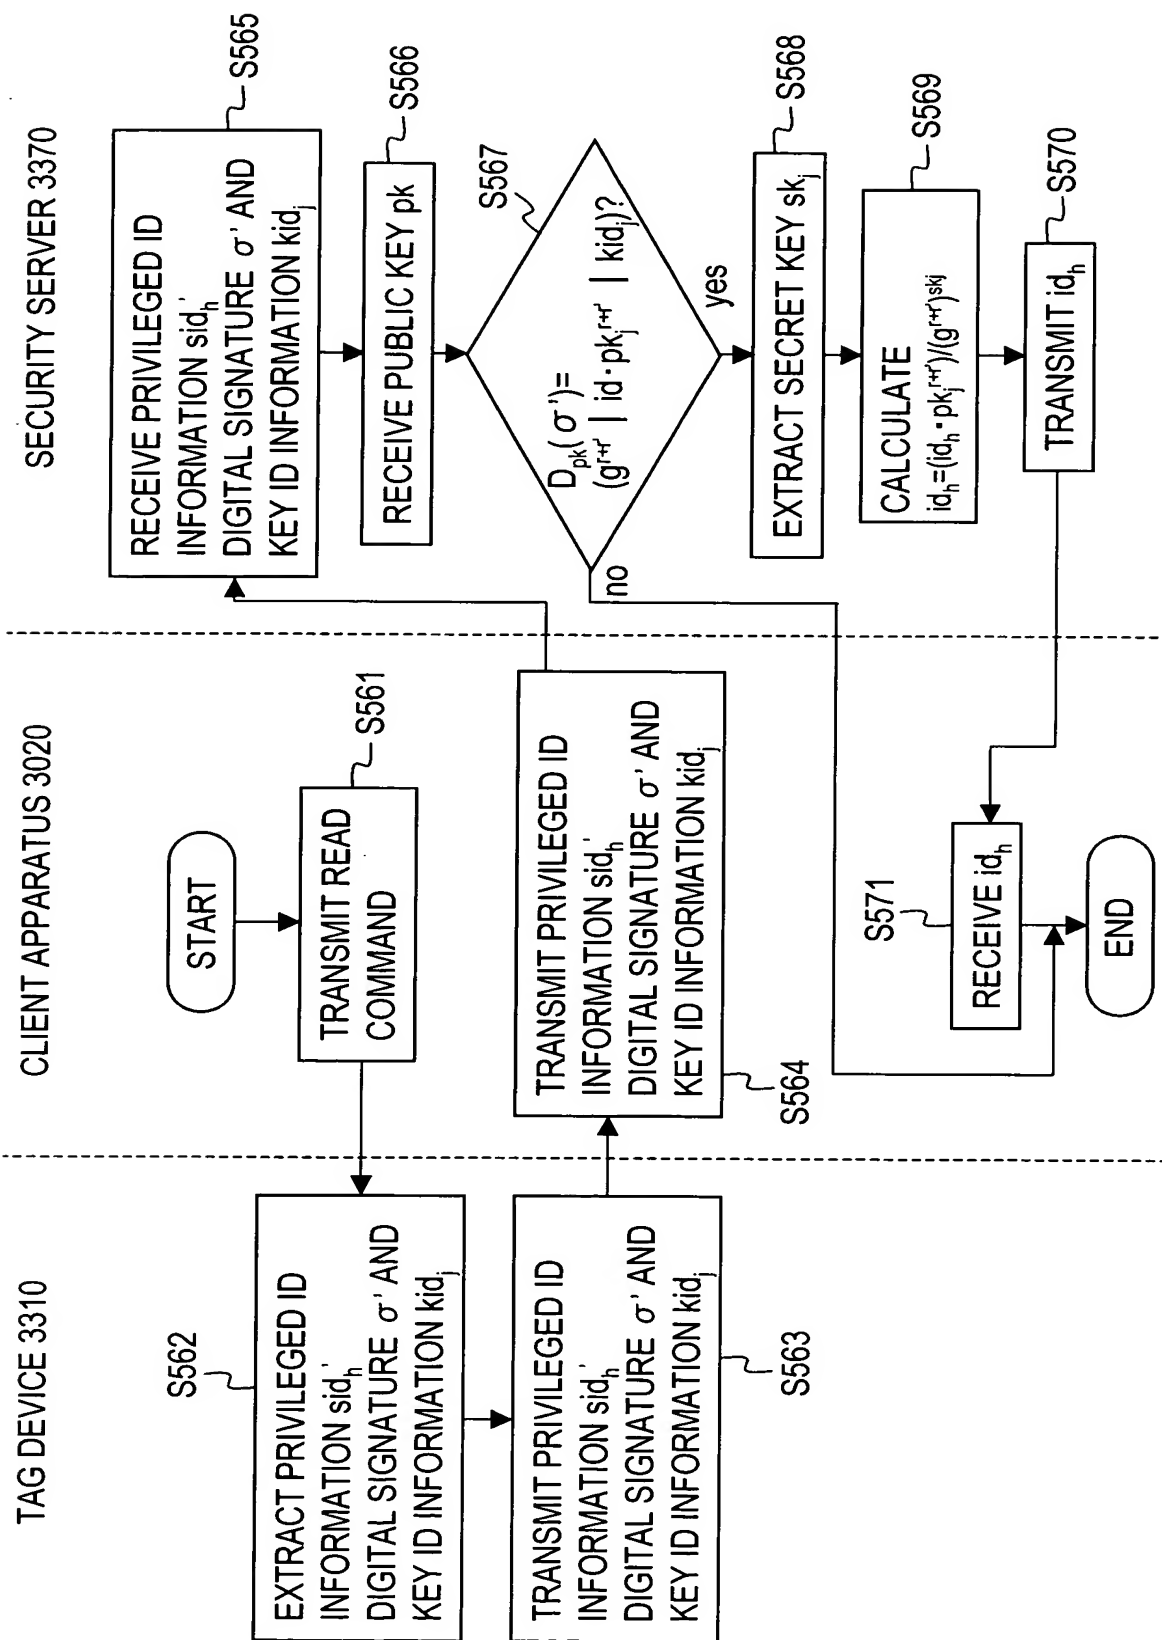 TAG DEVICE 3310
CLIENT APPARATUS 3020
SECURITY SERVER 3370
START
S561
TRANSMIT READ
COMMAND
S562
EXTRACT PRIVILEGED ID
INFORMATION sid_h'
DIGITAL SIGNATURE σ' AND
KEY ID INFORMATION kid_j
TRANSMIT PRIVILEGED ID
INFORMATION sid_h'
DIGITAL SIGNATURE σ' AND
KEY ID INFORMATION kid_j
S563
TRANSMIT PRIVILEGED ID
INFORMATION sid_h'
DIGITAL SIGNATURE σ' AND
KEY ID INFORMATION kid_j
S564
RECEIVE PRIVILEGED ID
INFORMATION sid_h'
DIGITAL SIGNATURE σ' AND
KEY ID INFORMATION kid_j
S565
RECEIVE PUBLIC KEY pk
S566
S567
D_pk(σ')=
(g^r+r' | id·pk_j^r+r' | kid_j)?
no
yes
EXTRACT SECRET KEY sk_j
S568
CALCULATE
id_h=(id_h·pk_j^r+r')/(g^r+r')^skj
S569
TRANSMIT id_h
S570
S571
RECEIVE id_h
END